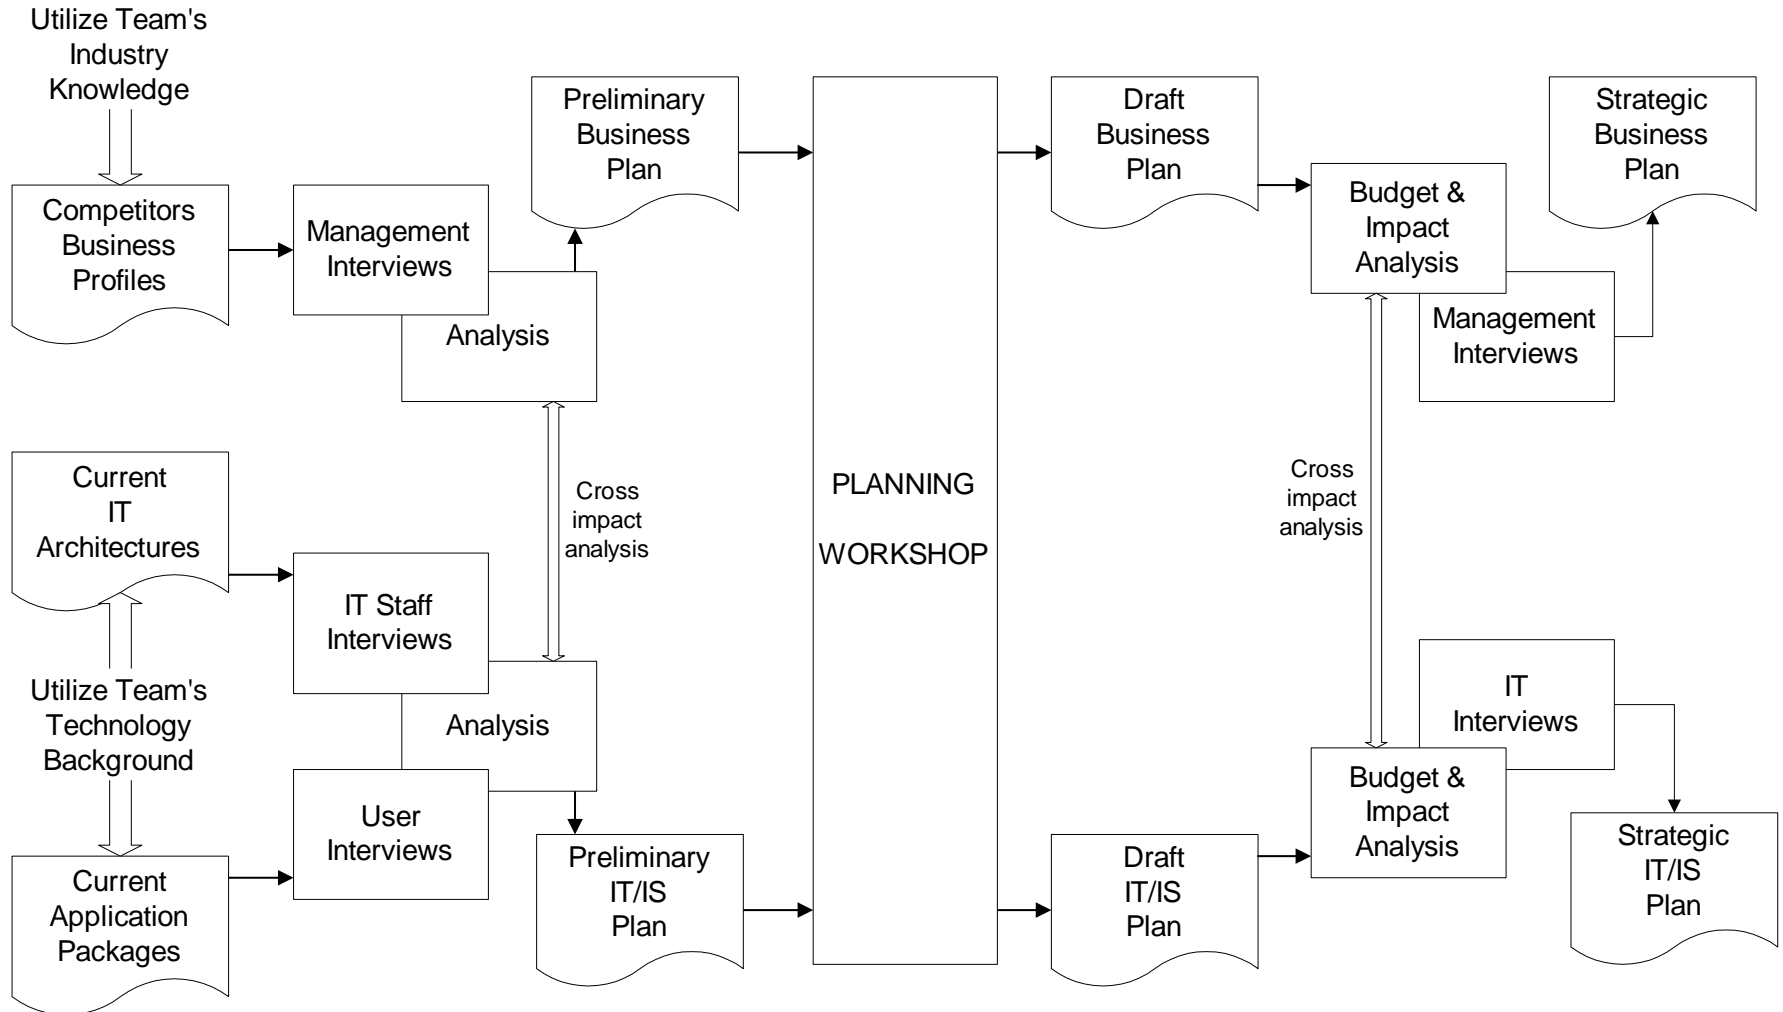 Utilize Team's
Industry
Knowledge
Competitors
Business
Profiles
Management
Interviews
Analysis
Preliminary
Business
Plan
Current
IT
Architectures
Utilize Team's
Technology
Background
Current
Application
Packages
IT Staff
Interviews
Analysis
User
Interviews
Cross
impact
analysis
Preliminary
IT/IS
Plan
PLANNING
WORKSHOP
Draft
Business
Plan
Budget &
Impact
Analysis
Management
Interviews
Strategic
Business
Plan
Cross
impact
analysis
Draft
IT/IS
Plan
IT
Interviews
Budget &
Impact
Analysis
Strategic
IT/IS
Plan